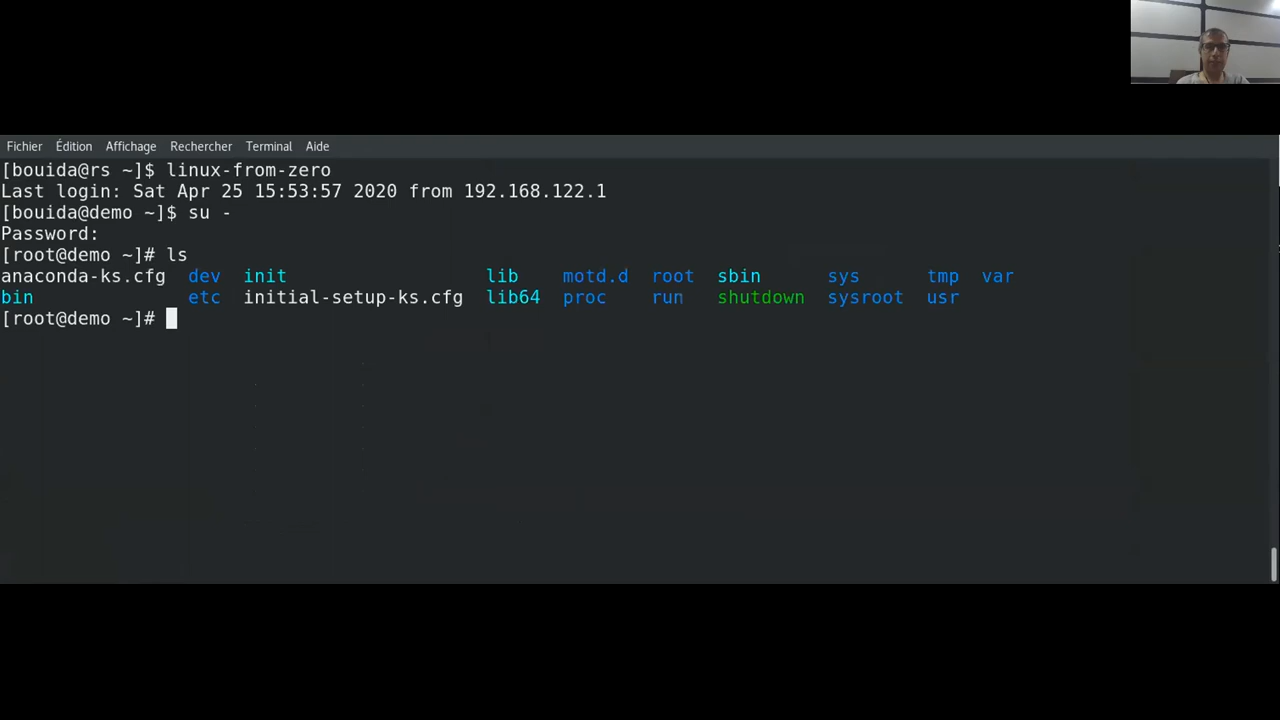 Fichier Édition Affichage Rechercher Terminal Aide
[bouida@rs ~]$ linux-from-zero
Last login: Sat Apr 25 15:53:57 2020 from 192.168.122.1
[bouida@demo ~]$ su -
Password:
[root@demo ~]# ls
anaconda-ks.cfg dev init lib motd.d root sbin sys tmp var
bin etc initial-setup-ks.cfg lib64 proc run shutdown sysroot usr
[root@demo ~]#